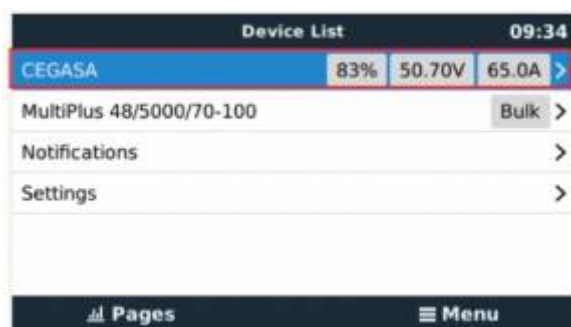 Device List 09:34
CEGASA 83% 50.70V 65.0A >
MultiPlus 48/5000/70-100 Bulk >
Notifications >
Settings >
Pages Menu